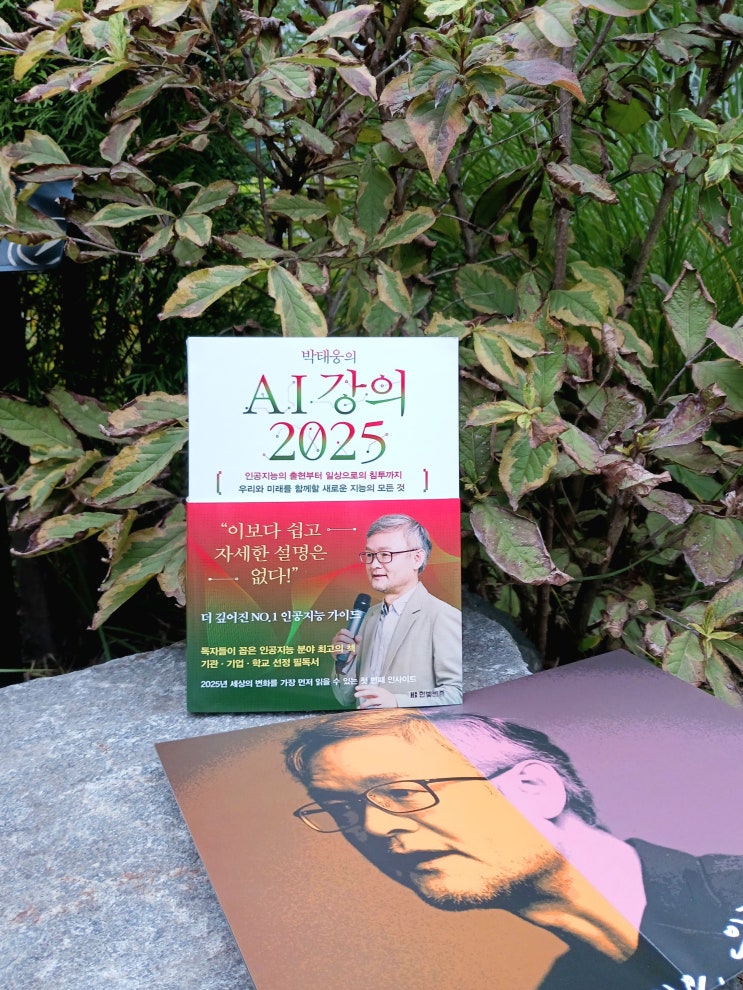 박태웅의
AI 강의
2025
인공지능의 출현부터 일상으로의 침투까지
우리와 미래를 함께할 새로운 지능의 모든 것
“이보다 쉽고
자세한 설명은
없다!”
더 깊어진 NO.1 인공지능 가이드
독자들이 꼽은 인공지능 분야 최고의 책
기관·기업·학교 선정 필독서
2025년 세상의 변화를 가장 먼저 읽을 수 있는 첫 번째 인사이드
한빛비즈